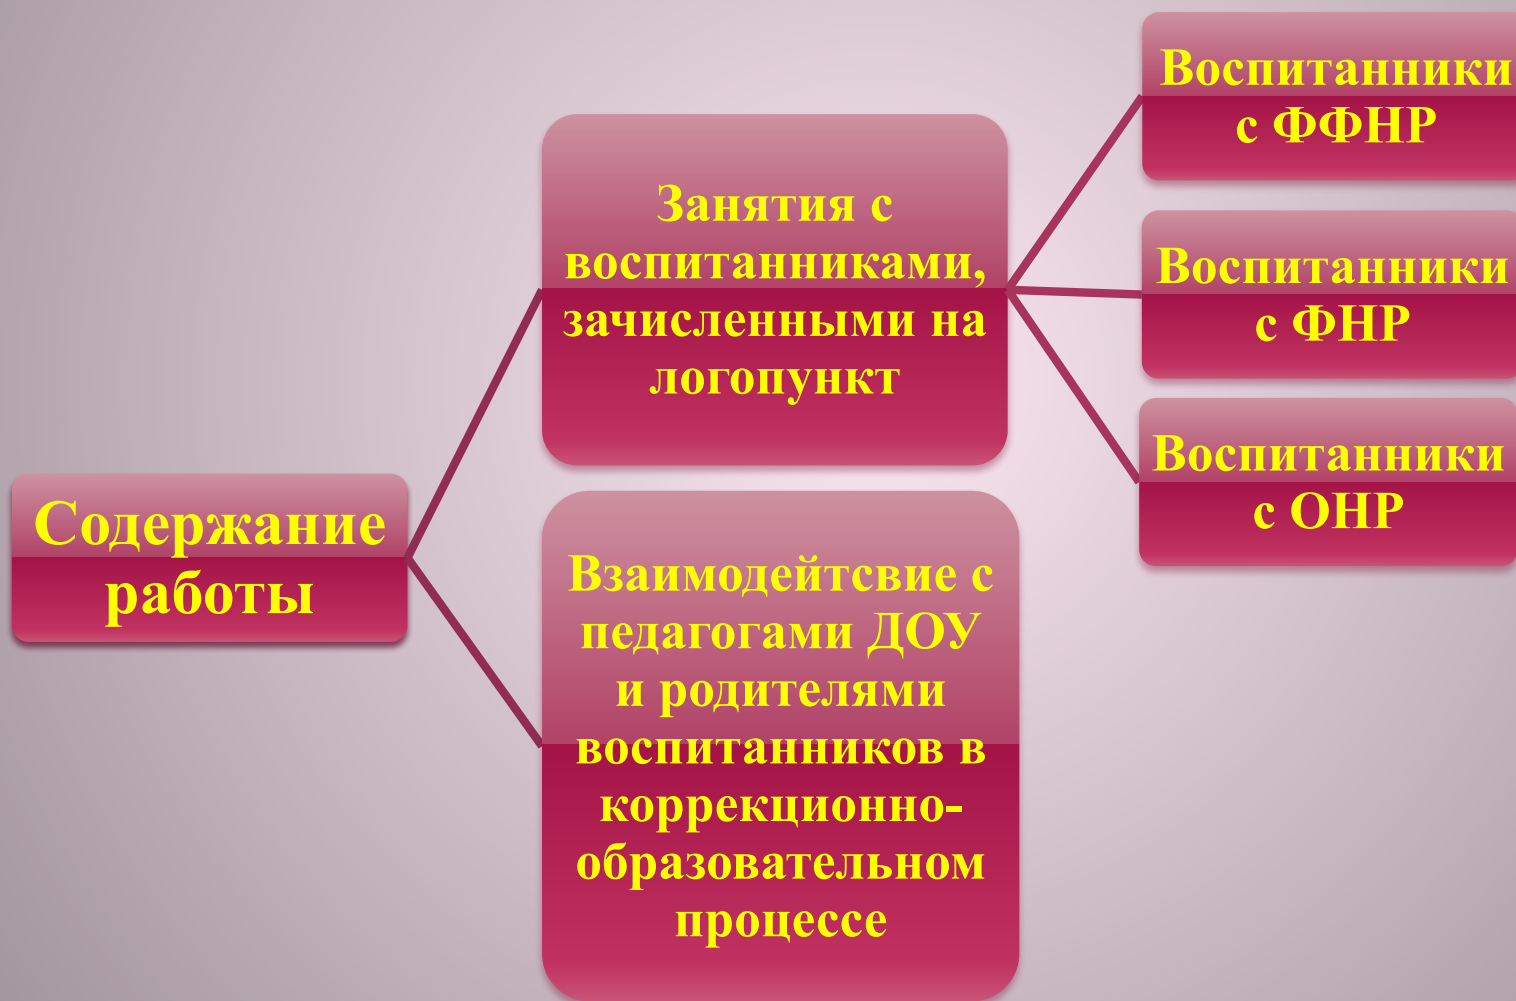 Содержание
работы
Занятия с
воспитанниками,
зачисленными на
логопункт
Воспитанники
с ФФНР
Воспитанники
с ФНР
Воспитанники
с ОНР
Взаимодейтсвие с
педагогами ДОУ
и родителями
воспитанников в
коррекционно-
образовательном
процессе